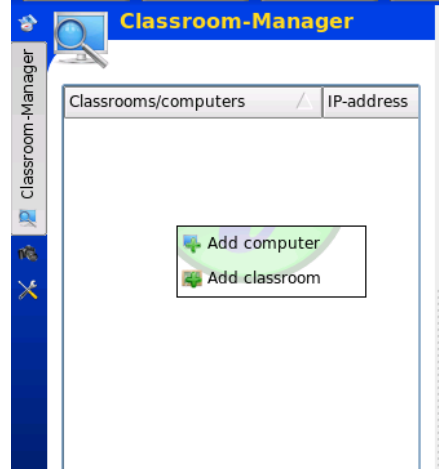 Classroom-Manager
Classroom-Manager
Classrooms/computers
IP-address
Add computer
Add classroom